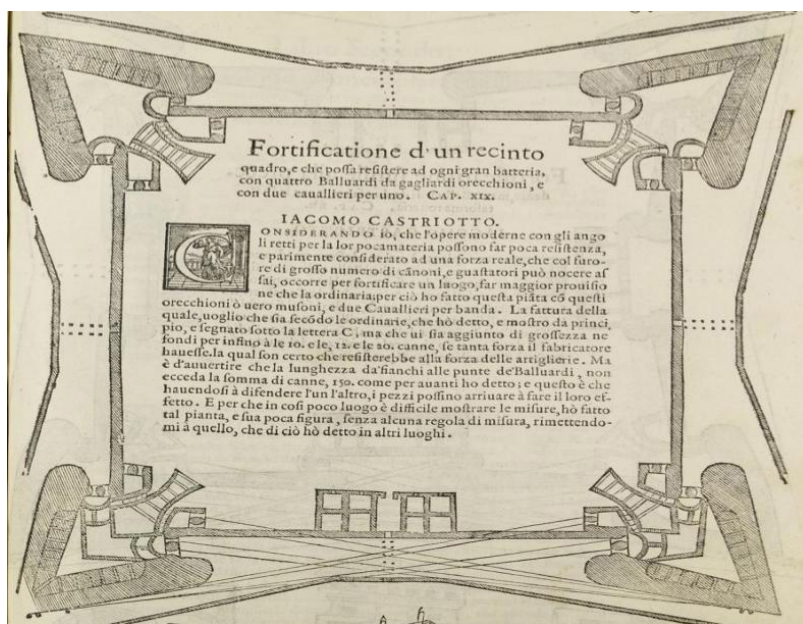 Fortificatione d'un recinto
quadro, e che possa resistere ad ogni gran batteria,
con quattro Balluardi da gagliardi orecchioni, e
con due cauallieri per uno. CAP. XIX.
IACOMO CASTRIOTTO.
CONSIDERANDO io, che l'opere moderne con gli ango
li retti per la lor poca materia possono far poca resistenza,
e parimente considerato ad una forza reale, che col furo-
re di grosso numero di cãnoni, e guastatori può nocere as
sai, occorre per fortificare un luogo, far maggior prouisio
ne che la ordinaria; per ciò ho fatto questa piãta cõ questi
orecchioni ò uero musoni, e due Cauallieri per banda. La fattura della
quale, uoglio che sia secõdo le ordinarie, che hò detto, e mostro da princi
pio, e segnato sotto la lettera C, ma che ui sia aggiunto di grossezza ne
fondi per infino à le 10. e le, 12. e le 20. canne, se tanta forza il fabricatore
hauesse. la qual son certo che resisterebbe alla forza delle artiglierie. Ma
è d'auuertire che la lunghezza da'fianchi alle punte de'Balluardi, non
ecceda la somma di canne, 150. come per auanti ho detto; e questo è che
hauendosi à difendere l'un l'altro, i pezzi possino arriuare à fare il loro ef-
fetto. E per che in cosi poco luogo è difficile mostrare le misure, hò fatto
tal pianta, e sua poca figura, senza alcuna regola di misura, rimettendo-
mi à quello, che di ciò hò detto in altri luoghi.